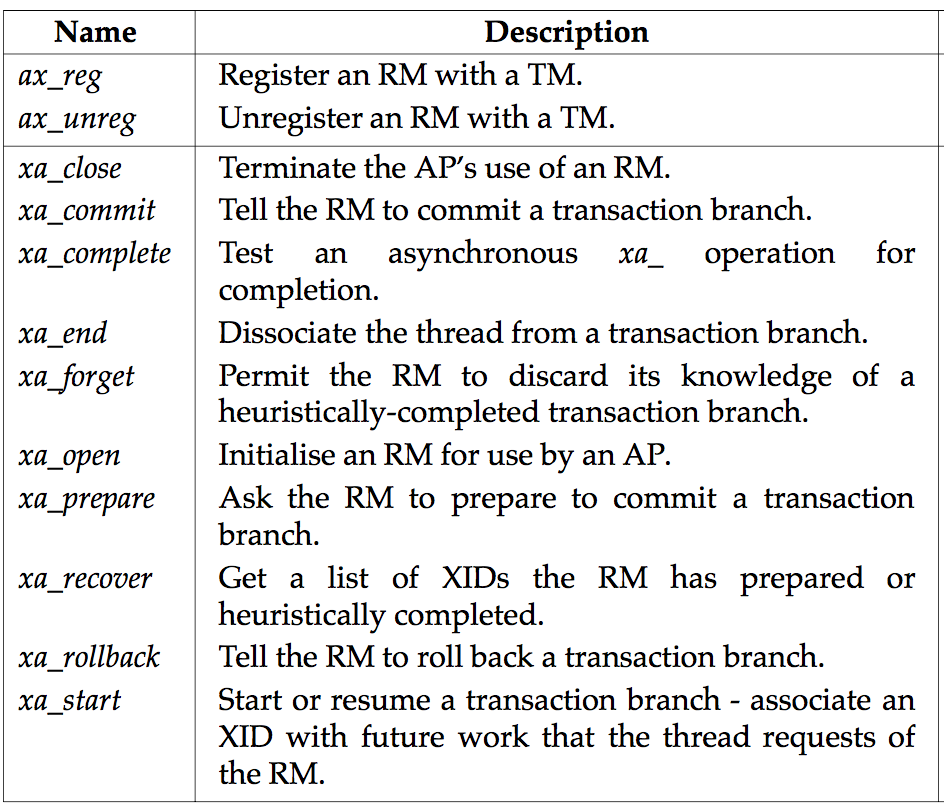 Name Description
ax_reg Register an RM with a TM.
ax_unreg Unregister an RM with a TM.
xa_close Terminate the AP’s use of an RM.
xa_commit Tell the RM to commit a transaction branch.
xa_complete Test an asynchronous xa_ operation for
completion.
xa_end Dissociate the thread from a transaction branch.
xa_forget Permit the RM to discard its knowledge of a
heuristically-completed transaction branch.
xa_open Initialise an RM for use by an AP.
xa_prepare Ask the RM to prepare to commit a transaction
branch.
xa_recover Get a list of XIDs the RM has prepared or
heuristically completed.
xa_rollback Tell the RM to roll back a transaction branch.
xa_start Start or resume a transaction branch - associate an
XID with future work that the thread requests of
the RM.